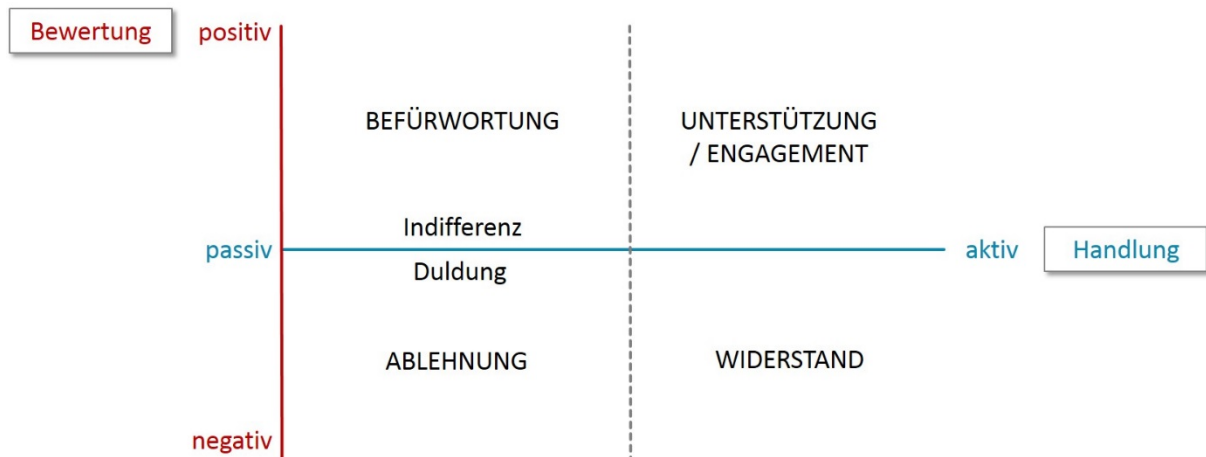 Bewertung
positiv
BEFÜRWORTUNG
UNTERSTÜTZUNG
/ ENGAGEMENT
Indifferenz
passiv
aktiv
Handlung
Duldung
ABLEHNUNG
WIDERSTAND
negativ